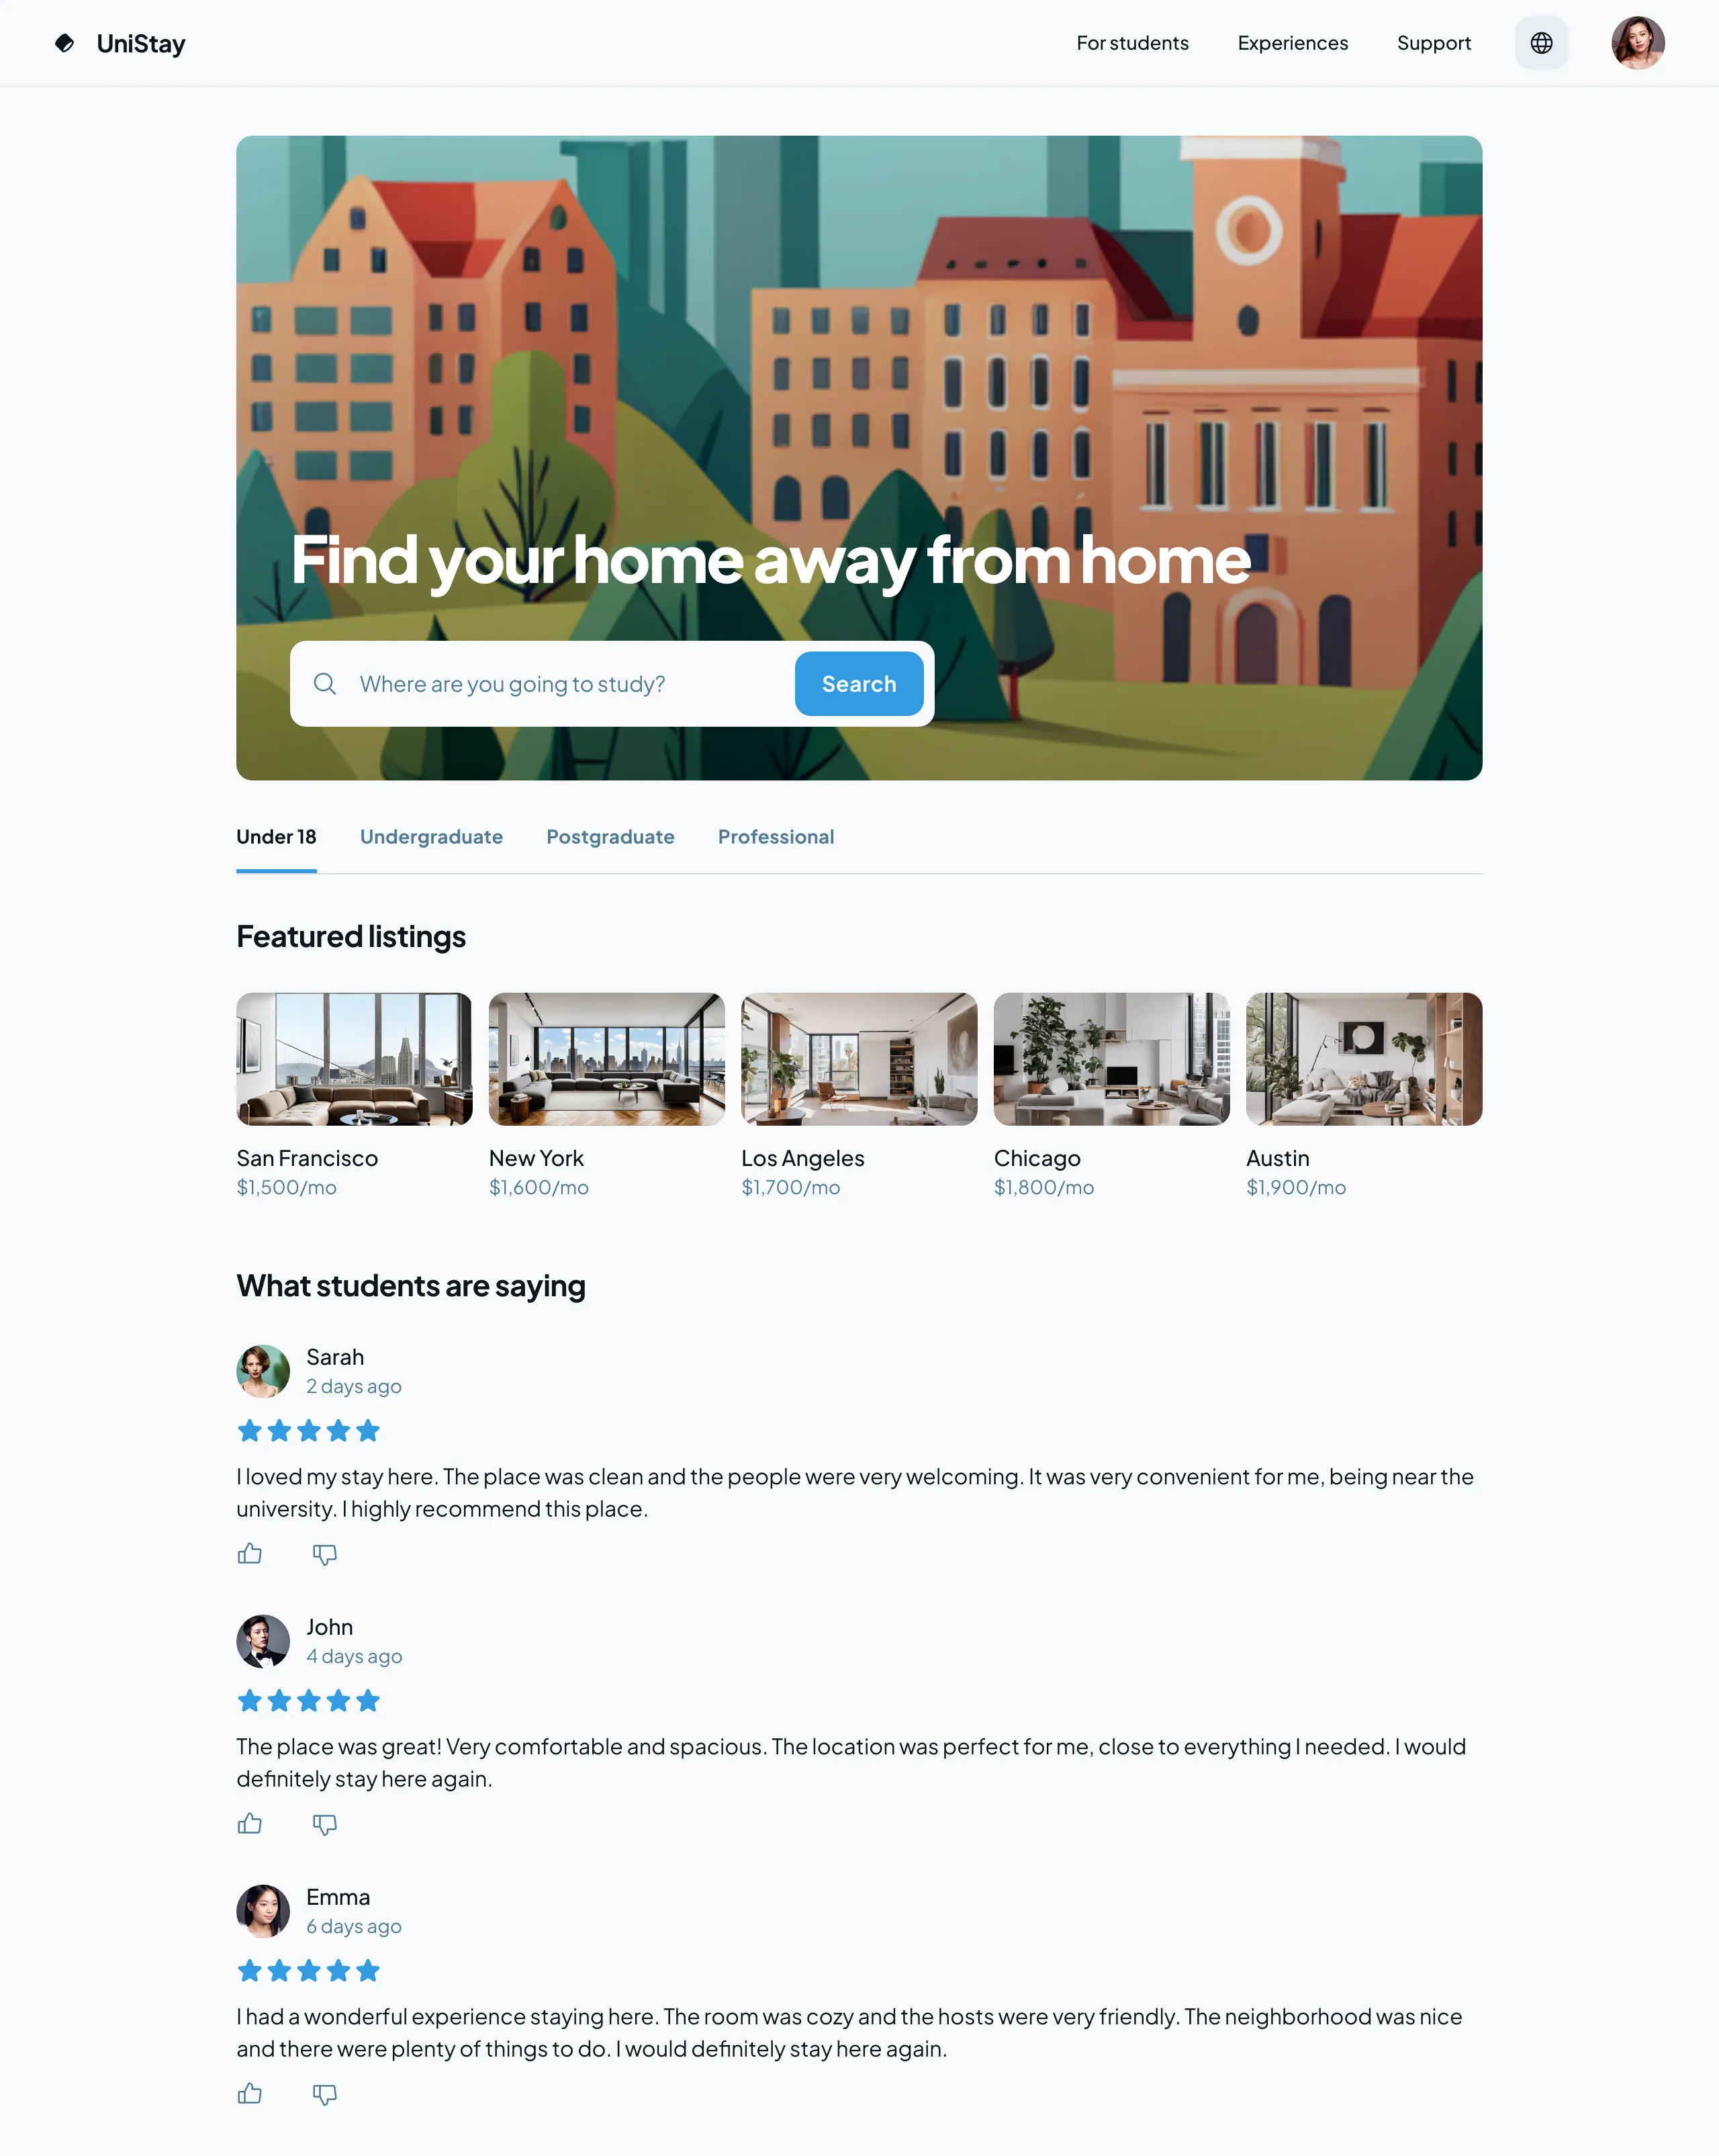 UniStay
For students
Experiences
Support
Find your home away from home
Where are you going to study?
Search
Under 18
Undergraduate
Postgraduate
Professional
Featured listings
San Francisco
$1,500/mo
New York
$1,600/mo
Los Angeles
$1,700/mo
Chicago
$1,800/mo
Austin
$1,900/mo
What students are saying
Sarah
2 days ago
I loved my stay here. The place was clean and the people were very welcoming. It was very convenient for me, being near the
university. I highly recommend this place.
John
4 days ago
The place was great! Very comfortable and spacious. The location was perfect for me, close to everything I needed. I would
definitely stay here again.
Emma
6 days ago
I had a wonderful experience staying here. The room was cozy and the hosts were very friendly. The neighborhood was nice
and there were plenty of things to do. I would definitely stay here again.